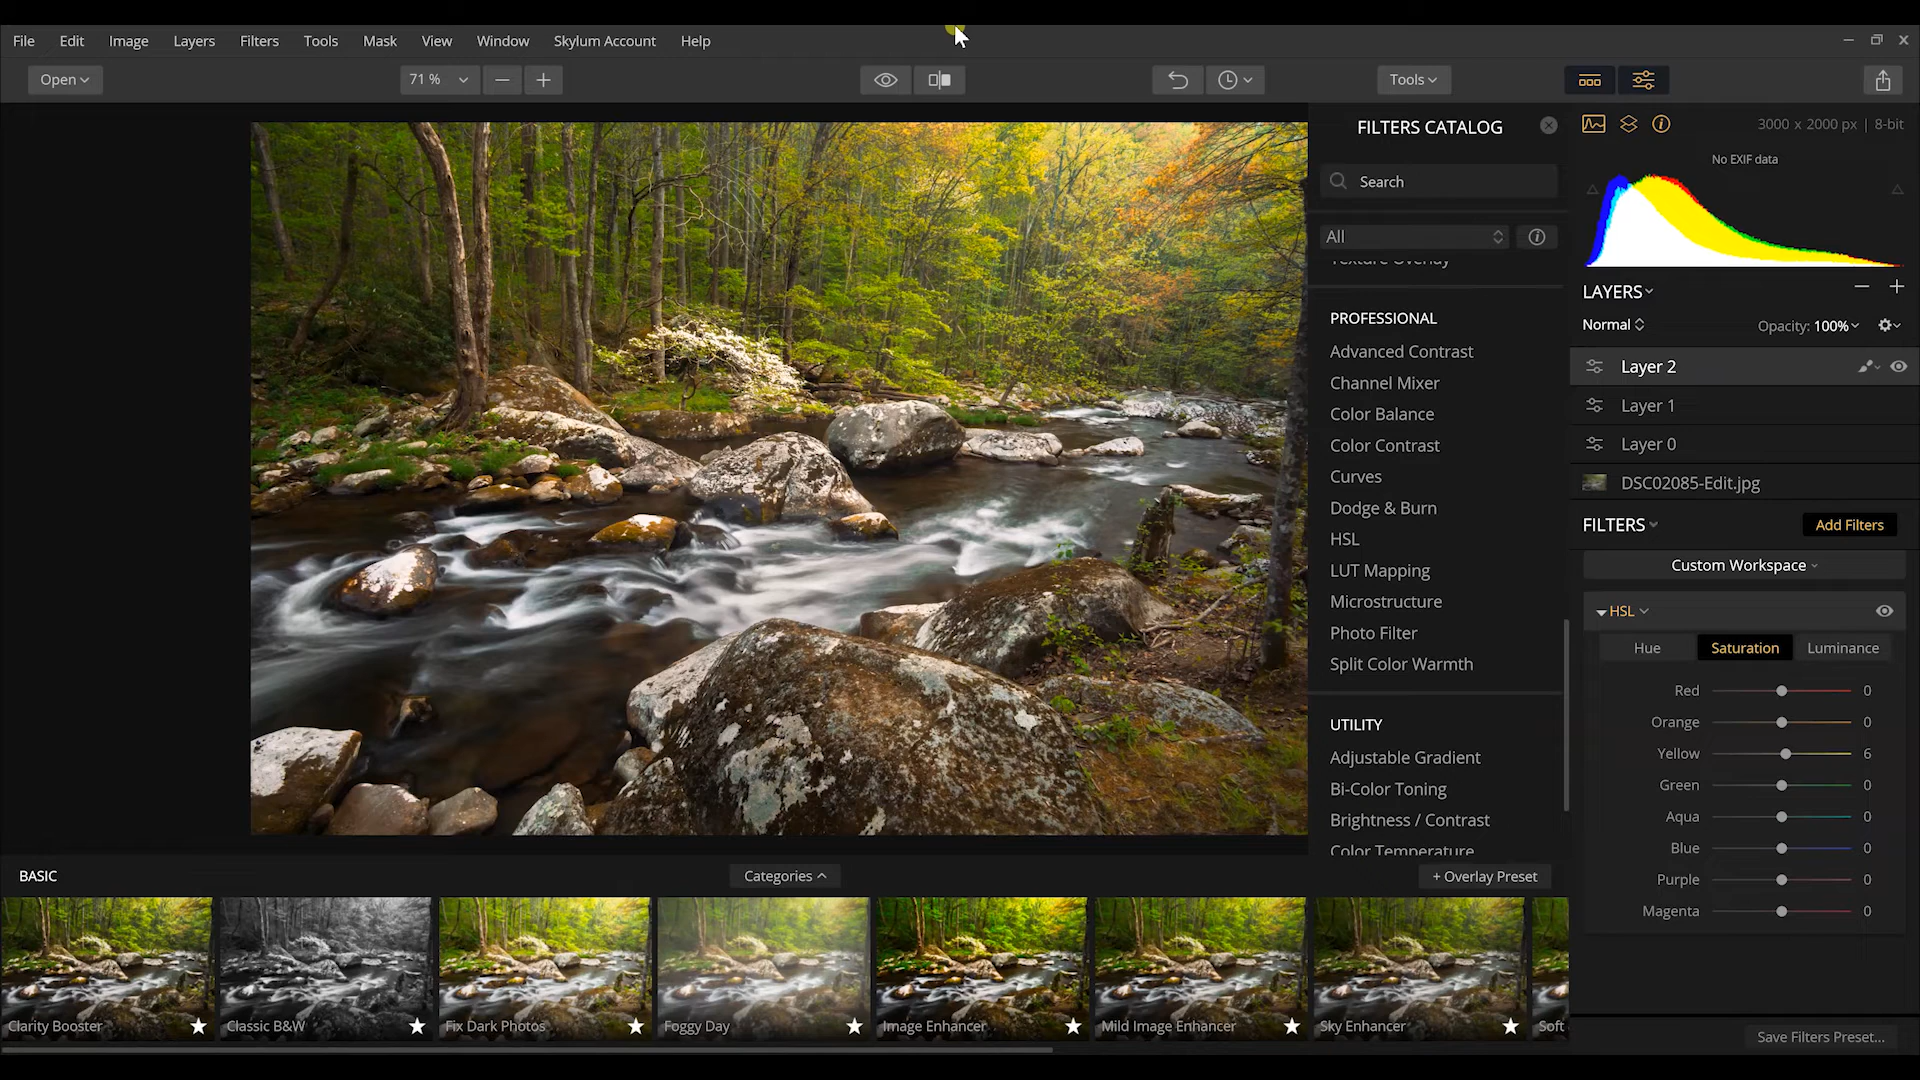 File Edit Image Layers Filters Tools Mask View Window Skylum Account Help
Open 71 % Tools
FILTERS CATALOG
Search
All
Texture Overlay
PROFESSIONAL
Advanced Contrast
Channel Mixer
Color Balance
Color Contrast
Curves
Dodge & Burn
HSL
LUT Mapping
Microstructure
Photo Filter
Split Color Warmth
UTILITY
Adjustable Gradient
Bi-Color Toning
Brightness / Contrast
Color Temperature
3000 x 2000 px | 8-bit
No EXIF data
LAYERS
Normal Opacity: 100%
Layer 2
Layer 1
Layer 0
DSC02085-Edit.jpg
FILTERS Add Filters
Custom Workspace
HSL
Hue Saturation Luminance
Red 0
Orange 0
Yellow 6
Green 0
Aqua 0
Blue 0
Purple 0
Magenta 0
Save Filters Preset...
BASIC Categories + Overlay Preset
Clarity Booster Classic B&W Fix Dark Photos Foggy Day Image Enhancer Mild Image Enhancer Sky Enhancer Soft